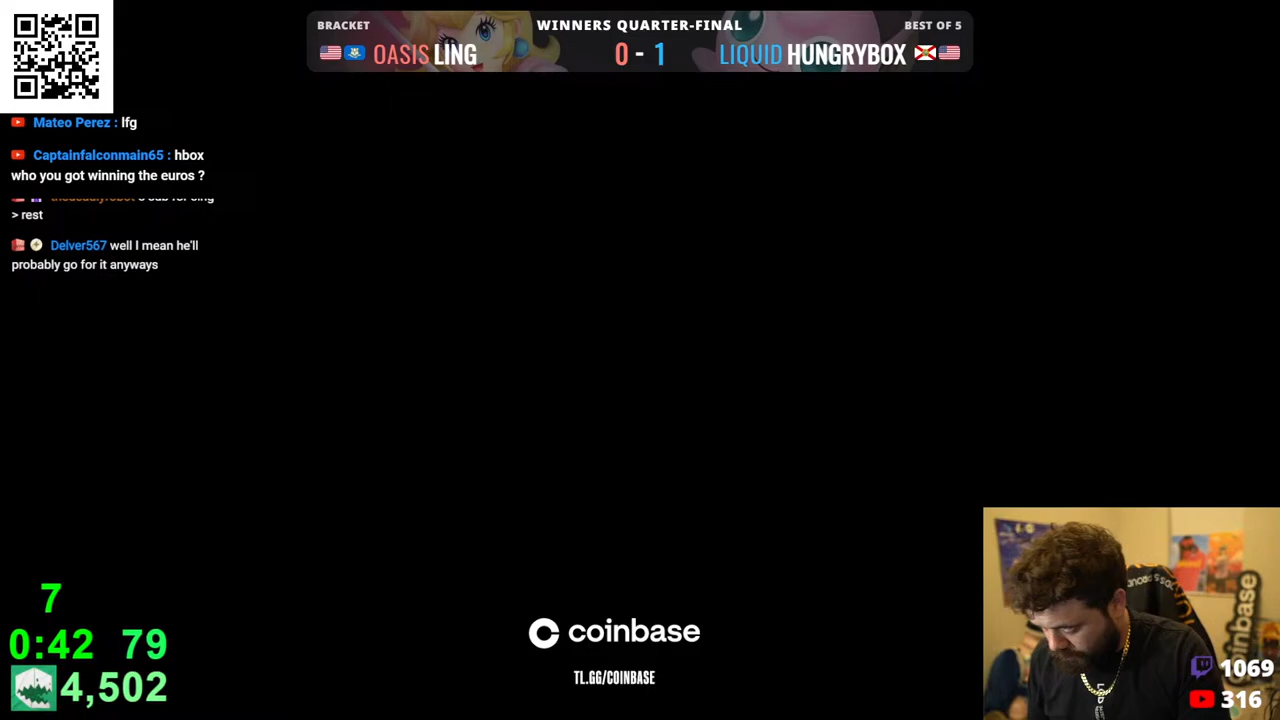 BRACKET
WINNERS QUARTER-FINAL
BEST OF 5
OASIS LING
0 - 1
LIQUID HUNGRYBOX
Mateo Perez : lfg
Captainfalconmain65 : hbox
who you got winning the euros ?
> rest
Delver567 well I mean he'll
probably go for it anyways
7
0:42 79
4,502
coinbase
TL.GG/COINBASE
coinbase
1069
316